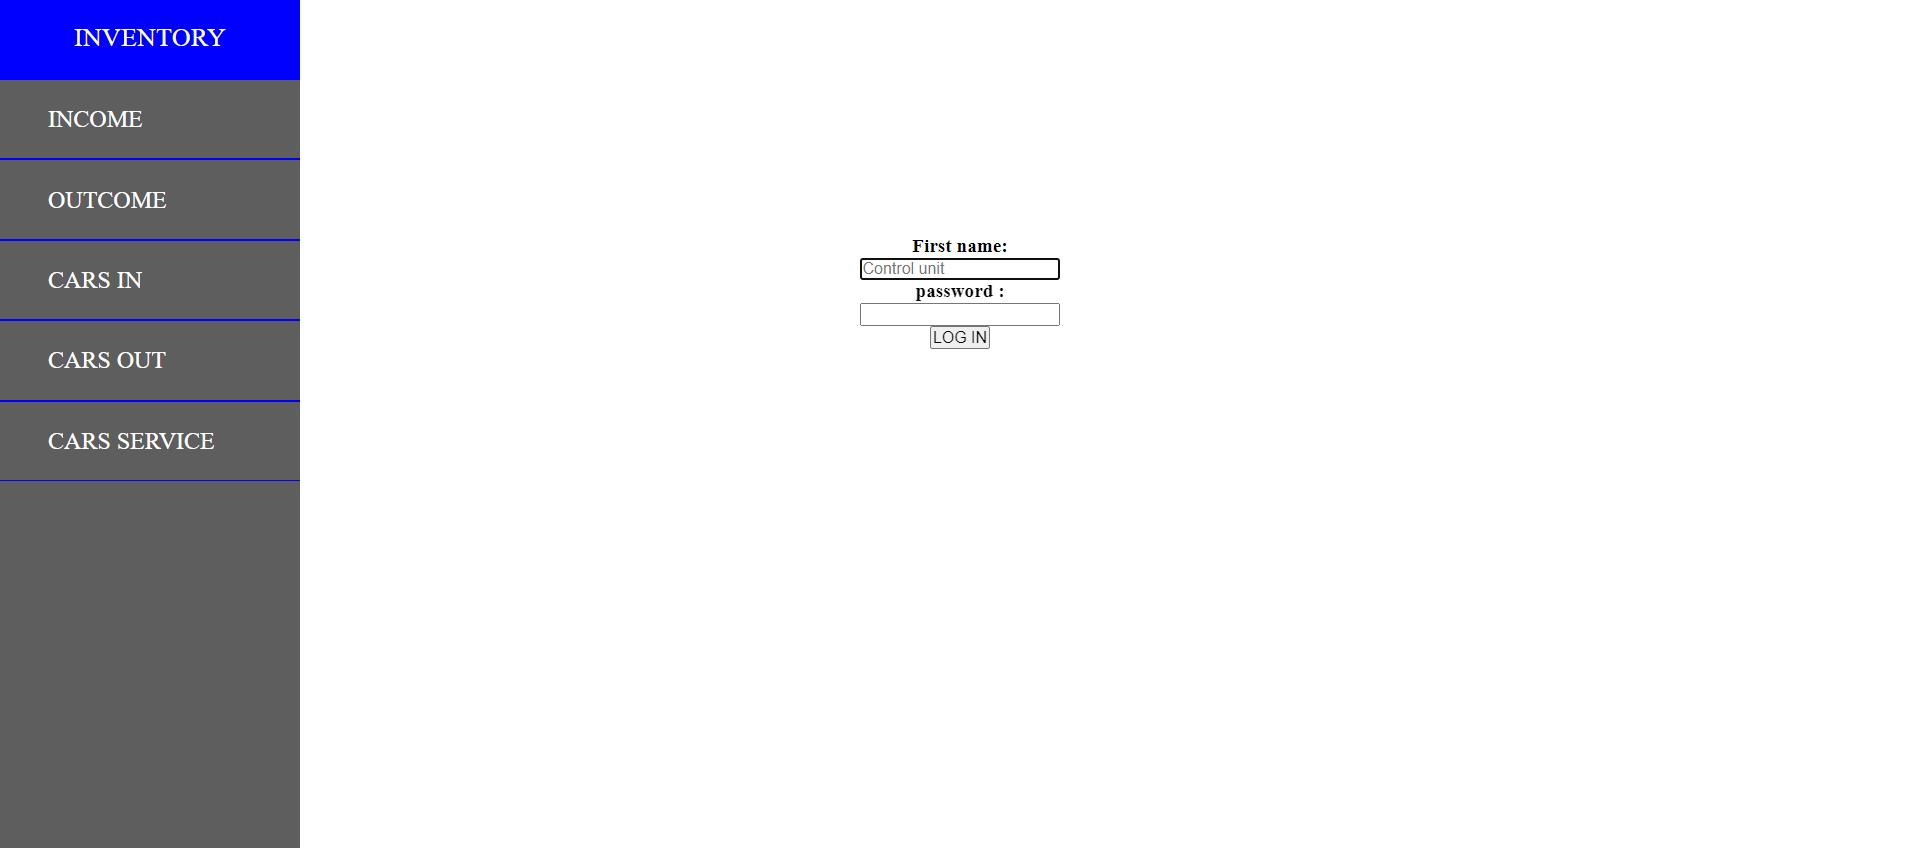 INVENTORY
INCOME
OUTCOME
CARS IN
CARS OUT
CARS SERVICE
First name:
Control unit
password :
LOG IN